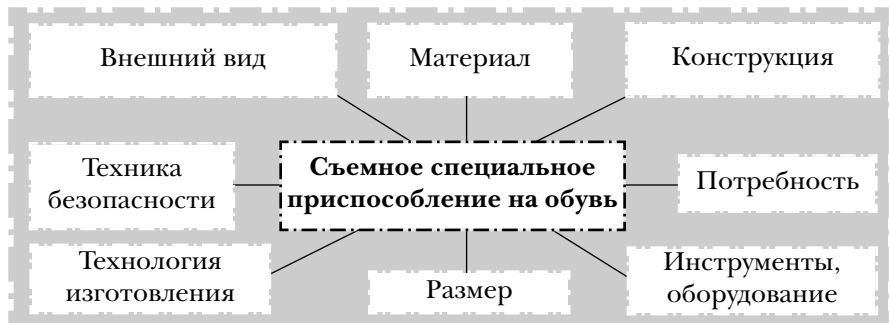 Внешний вид
Материал
Конструкция
Техника
безопасности
Съемное специальное
приспособление на обувь
Потребность
Технология
изготовления
Размер
Инструменты,
оборудование